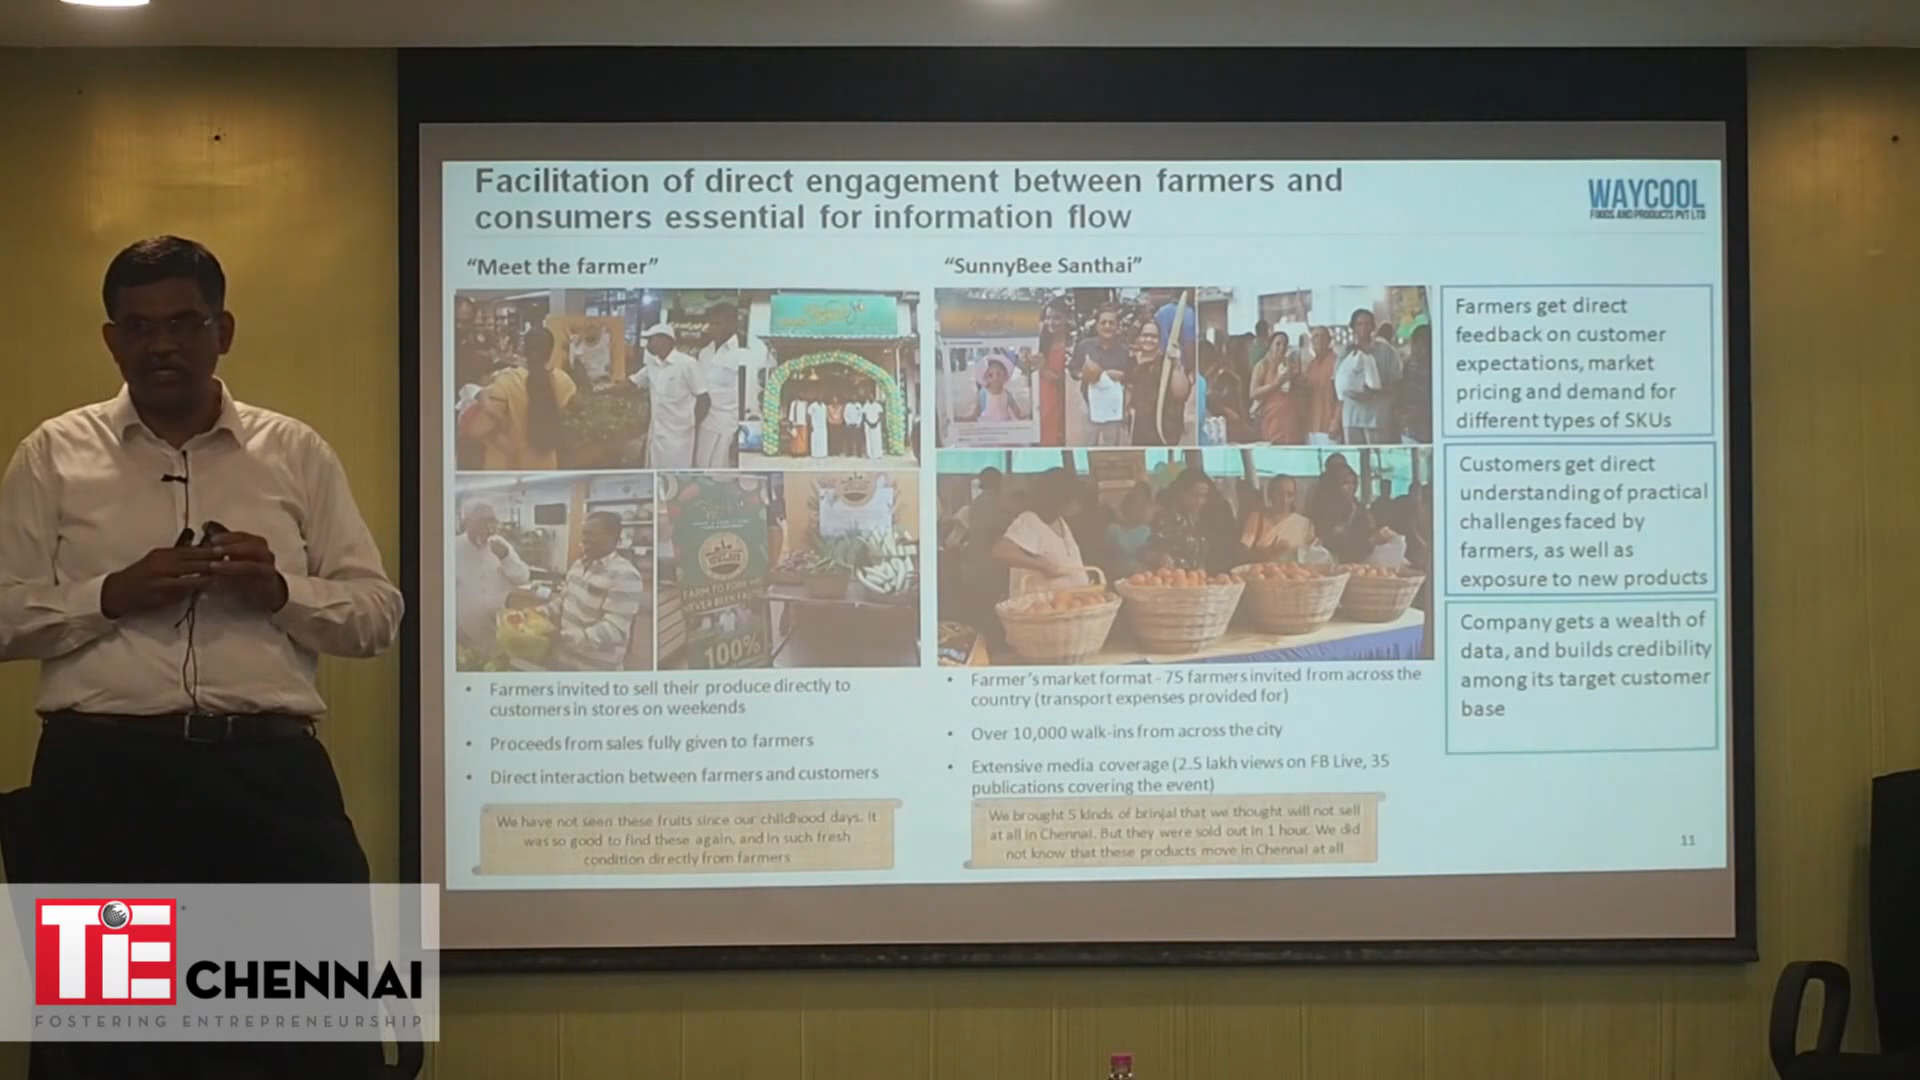 Facilitation of direct engagement between farmers and
consumers essential for information flow
WAYCOOL
FOODS AND PRODUCTS PVT LTD
“Meet the farmer”
“SunnyBee Santhai”
FARM TO FORK HAS
NEVER BEEN FASTER
100%
• Farmers invited to sell their produce directly to
customers in stores on weekends
• Proceeds from sales fully given to farmers
• Direct interaction between farmers and customers
We have not seen these fruits since our childhood days. It
was so good to find these again, and in such fresh
condition directly from farmers
• Farmer’s market format - 75 farmers invited from across the
country (transport expenses provided for)
• Over 10,000 walk-ins from across the city
• Extensive media coverage (2.5 lakh views on FB Live, 35
publications covering the event)
We brought 5 kinds of brinjal that we thought will not sell
at all in Chennai. But they were sold out in 1 hour. We did
not know that these products move in Chennai at all
Farmers get direct
feedback on customer
expectations, market
pricing and demand for
different types of SKUs
Customers get direct
understanding of practical
challenges faced by
farmers, as well as
exposure to new products
Company gets a wealth of
data, and builds credibility
among its target customer
base
11
TiE CHENNAI
FOSTERING ENTREPRENEURSHIP